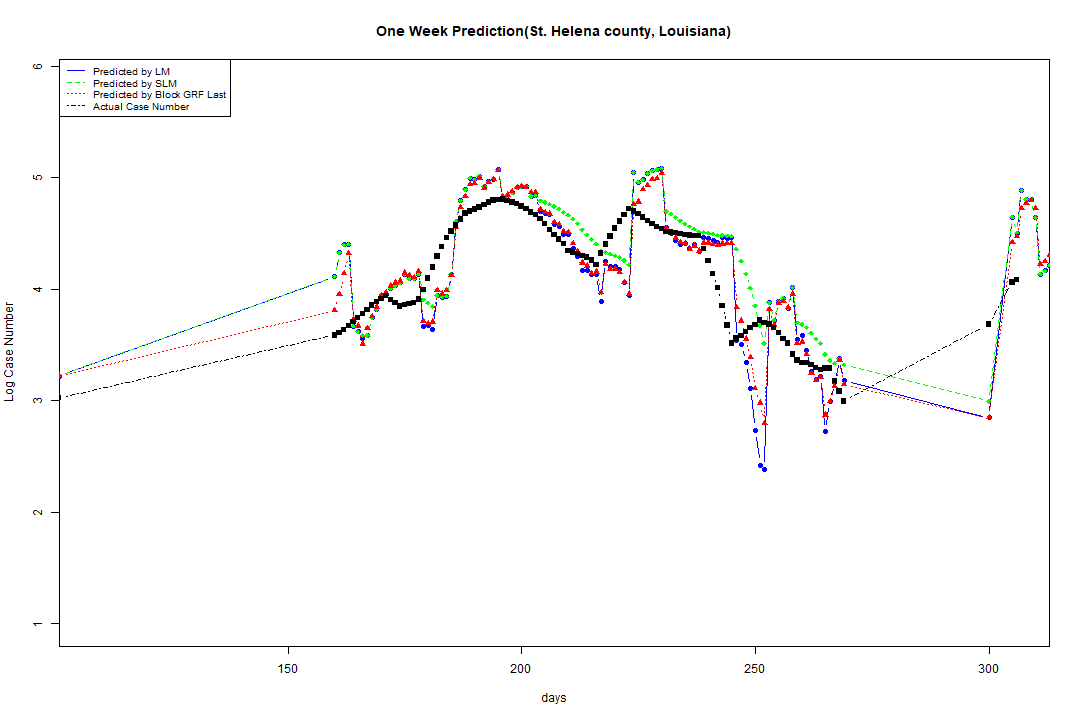 One Week Prediction(St. Helena county, Louisiana)
Predicted by LM
Predicted by SLM
Predicted by Block GRF Last
Actual Case Number
6
5
4
3
2
1
Log Case Number
150
200
250
300
days